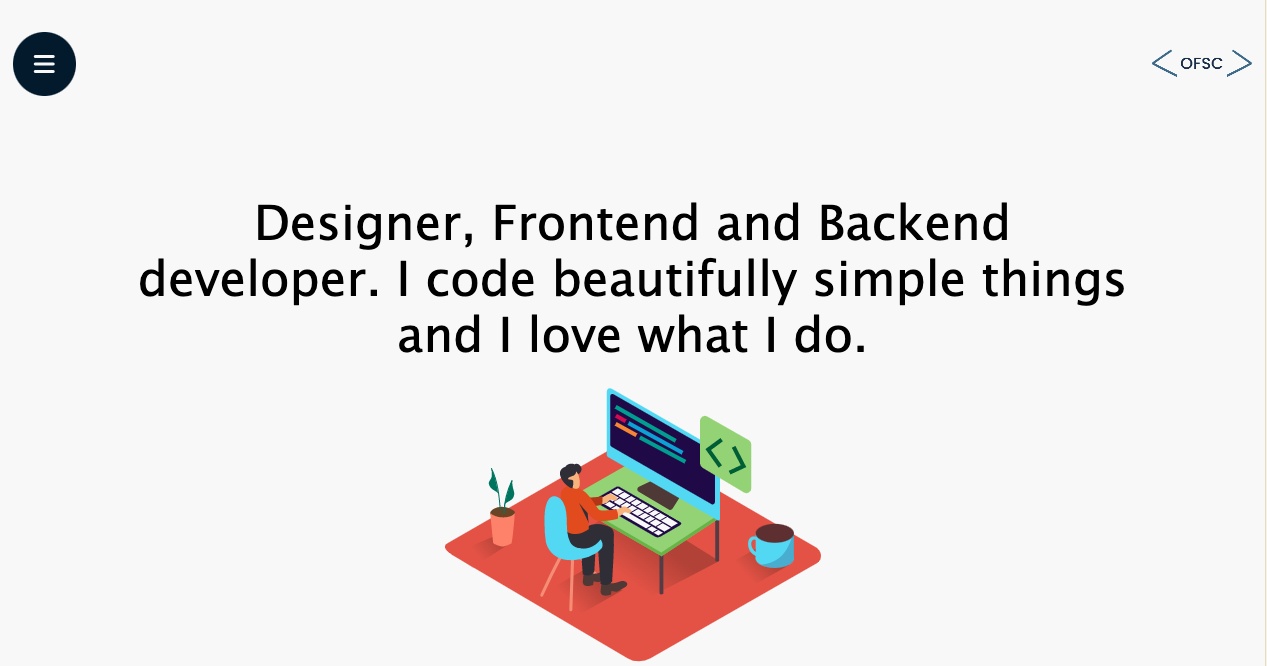 OFSC
Designer, Frontend and Backend
developer. I code beautifully simple things
and I love what I do.